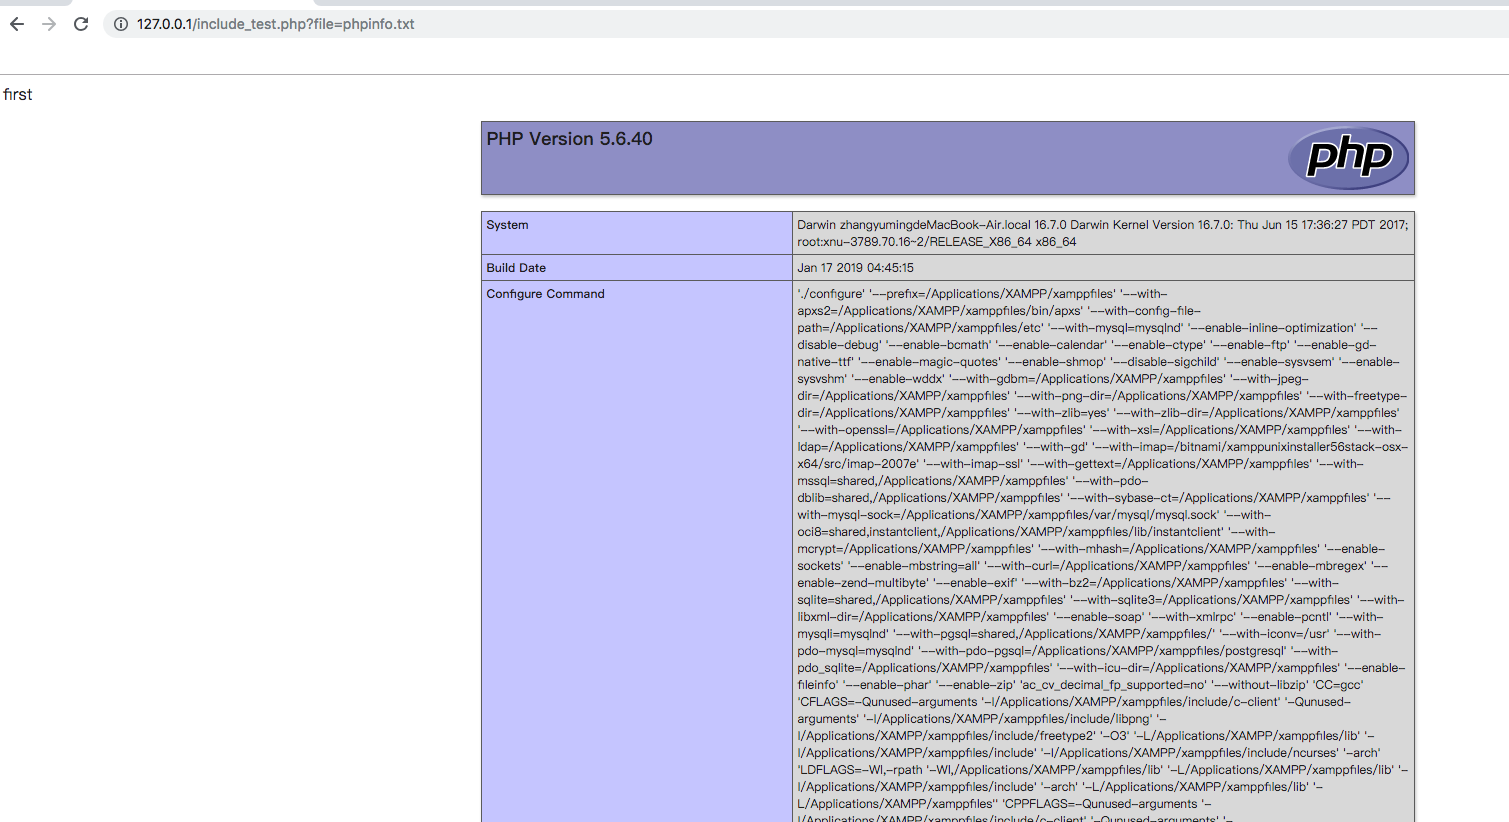 127.0.0.1/include_test.php?file=phpinfo.txt
first
PHP Version 5.6.40
php
System
Darwin zhangyumingdeMacBook-Air.local 16.7.0 Darwin Kernel Version 16.7.0: Thu Jun 15 17:36:27 PDT 2017;
root:xnu-3789.70.16~2/RELEASE_X86_64 x86_64
Build Date
Jan 17 2019 04:45:15
Configure Command
'./configure' '--prefix=/Applications/XAMPP/xamppfiles' '--with-
apxs2=/Applications/XAMPP/xamppfiles/bin/apxs' '--with-config-file-
path=/Applications/XAMPP/xamppfiles/etc' '--with-mysql=mysqlnd' '--enable-inline-optimization' '--
disable-debug' '--enable-bcmath' '--enable-calendar' '--enable-ctype' '--enable-ftp' '--enable-gd-
native-ttf' '--enable-magic-quotes' '--enable-shmop' '--disable-sigchild' '--enable-sysvsem' '--enable-
sysvshm' '--enable-wddx' '--with-gdbm=/Applications/XAMPP/xamppfiles' '--with-jpeg-
dir=/Applications/XAMPP/xamppfiles' '--with-png-dir=/Applications/XAMPP/xamppfiles' '--with-freetype-
dir=/Applications/XAMPP/xamppfiles' '--with-zlib=yes' '--with-zlib-dir=/Applications/XAMPP/xamppfiles'
'--with-openssl=/Applications/XAMPP/xamppfiles' '--with-xsl=/Applications/XAMPP/xamppfiles' '--with-
ldap=/Applications/XAMPP/xamppfiles' '--with-gd' '--with-imap=/bitnami/xamppunixinstaller56stack-osx-
x64/src/imap-2007e' '--with-imap-ssl' '--with-gettext=/Applications/XAMPP/xamppfiles' '--with-
mssql=shared,/Applications/XAMPP/xamppfiles' '--with-pdo-
dblib=shared,/Applications/XAMPP/xamppfiles' '--with-sybase-ct=/Applications/XAMPP/xamppfiles' '--
with-mysql-sock=/Applications/XAMPP/xamppfiles/var/mysql/mysql.sock' '--with-
oci8=shared,instantclient,/Applications/XAMPP/xamppfiles/lib/instantclient' '--with-
mcrypt=/Applications/XAMPP/xamppfiles' '--with-mhash=/Applications/XAMPP/xamppfiles' '--enable-
sockets' '--enable-mbstring=all' '--with-curl=/Applications/XAMPP/xamppfiles' '--enable-mbregex' '--
enable-zend-multibyte' '--enable-exif' '--with-bz2=/Applications/XAMPP/xamppfiles' '--with-
sqlite=shared,/Applications/XAMPP/xamppfiles' '--with-sqlite3=/Applications/XAMPP/xamppfiles' '--with-
libxml-dir=/Applications/XAMPP/xamppfiles' '--enable-soap' '--with-xmlrpc' '--enable-pcntl' '--with-
mysqli=mysqlnd' '--with-pgsql=shared,/Applications/XAMPP/xamppfiles/' '--with-iconv=/usr' '--with-
pdo-mysql=mysqlnd' '--with-pdo-pgsql=/Applications/XAMPP/xamppfiles/postgresql' '--with-
pdo_sqlite=/Applications/XAMPP/xamppfiles' '--with-icu-dir=/Applications/XAMPP/xamppfiles' '--enable-
fileinfo' '--enable-phar' '--enable-zip' 'ac_cv_decimal_fp_supported=no' '--without-libzip' 'CC=gcc'
'CFLAGS=-Qunused-arguments '-I/Applications/XAMPP/xamppfiles/include/c-client' '-Qunused-
arguments' '-I/Applications/XAMPP/xamppfiles/include/libpng' '-
I/Applications/XAMPP/xamppfiles/include/freetype2' '-O3' '-L/Applications/XAMPP/xamppfiles/lib' '-
I/Applications/XAMPP/xamppfiles/include' '-I/Applications/XAMPP/xamppfiles/include/ncurses' '-arch'
'LDFLAGS=-Wl,-rpath '-Wl,/Applications/XAMPP/xamppfiles/lib' '-L/Applications/XAMPP/xamppfiles/lib' '-
I/Applications/XAMPP/xamppfiles/include' '-arch' '-L/Applications/XAMPP/xamppfiles/lib' '-
L/Applications/XAMPP/xamppfiles'' 'CPPFLAGS=-Qunused-arguments '-
I/Applications/XAMPP/xamppfiles/include/c-client' '-Qunused-arguments' '-